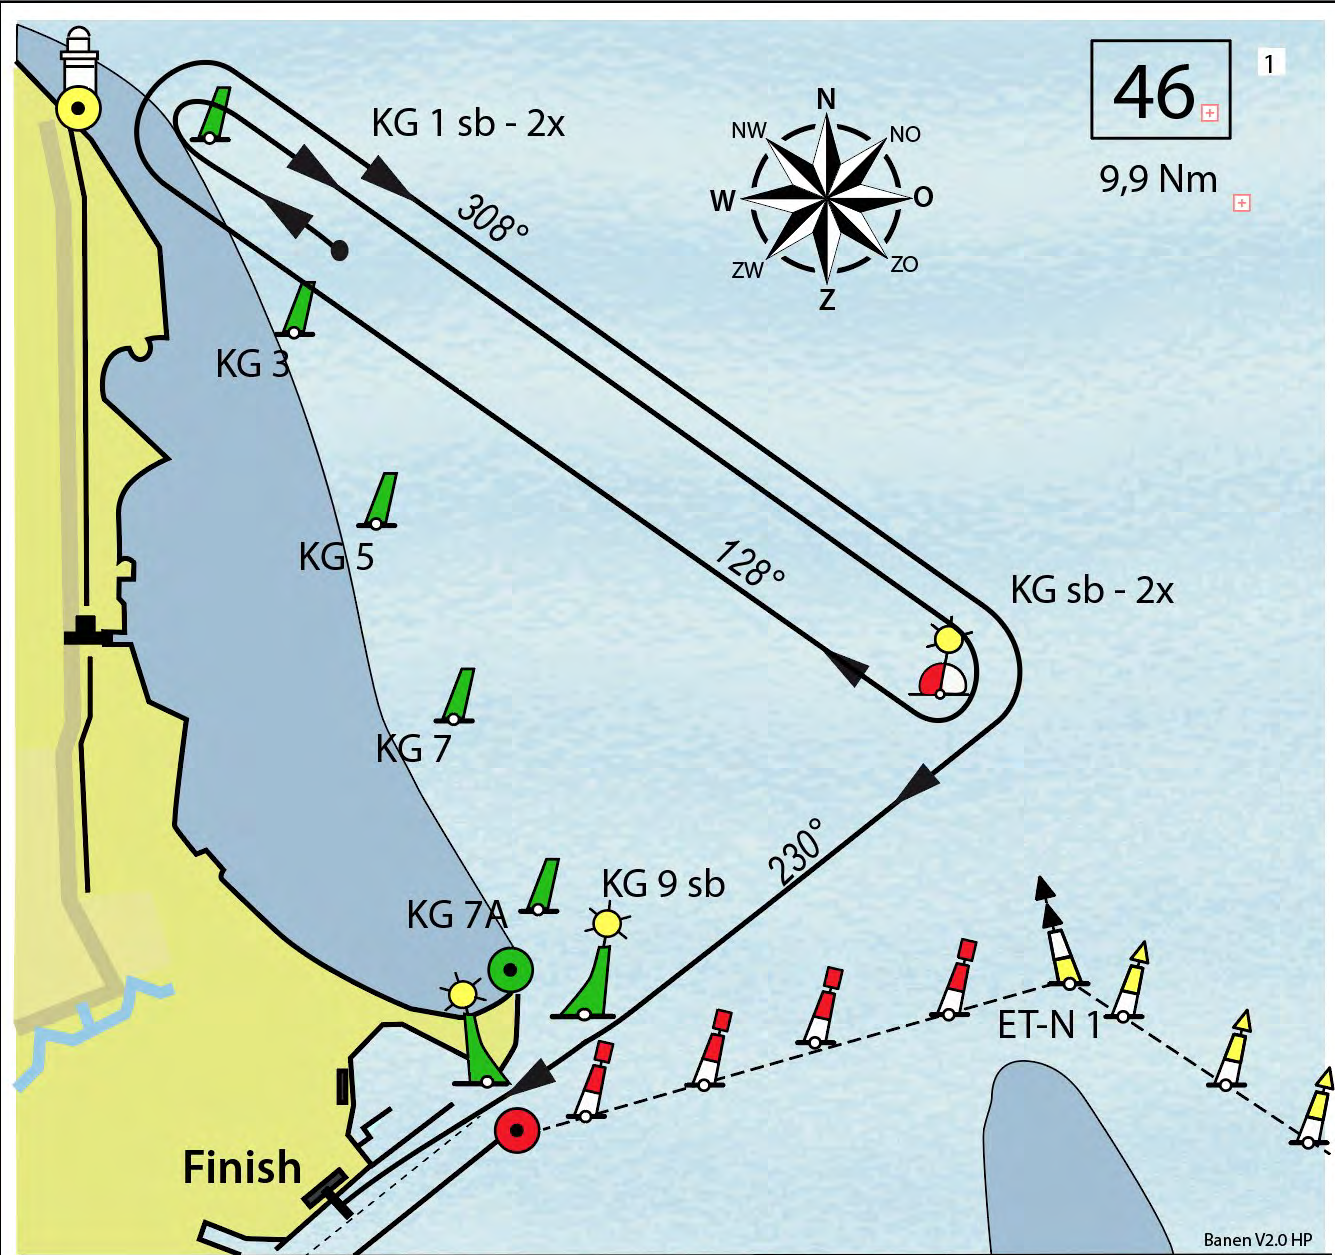 46
1
9,9 Nm
KG 1 sb - 2x
N
NW
NO
W
O
ZW
ZO
Z
308°
KG 3
KG 5
128°
KG sb - 2x
KG 7
230°
KG 9 sb
KG 7A
ET-N 1
Finish
Banen V2.0 HP